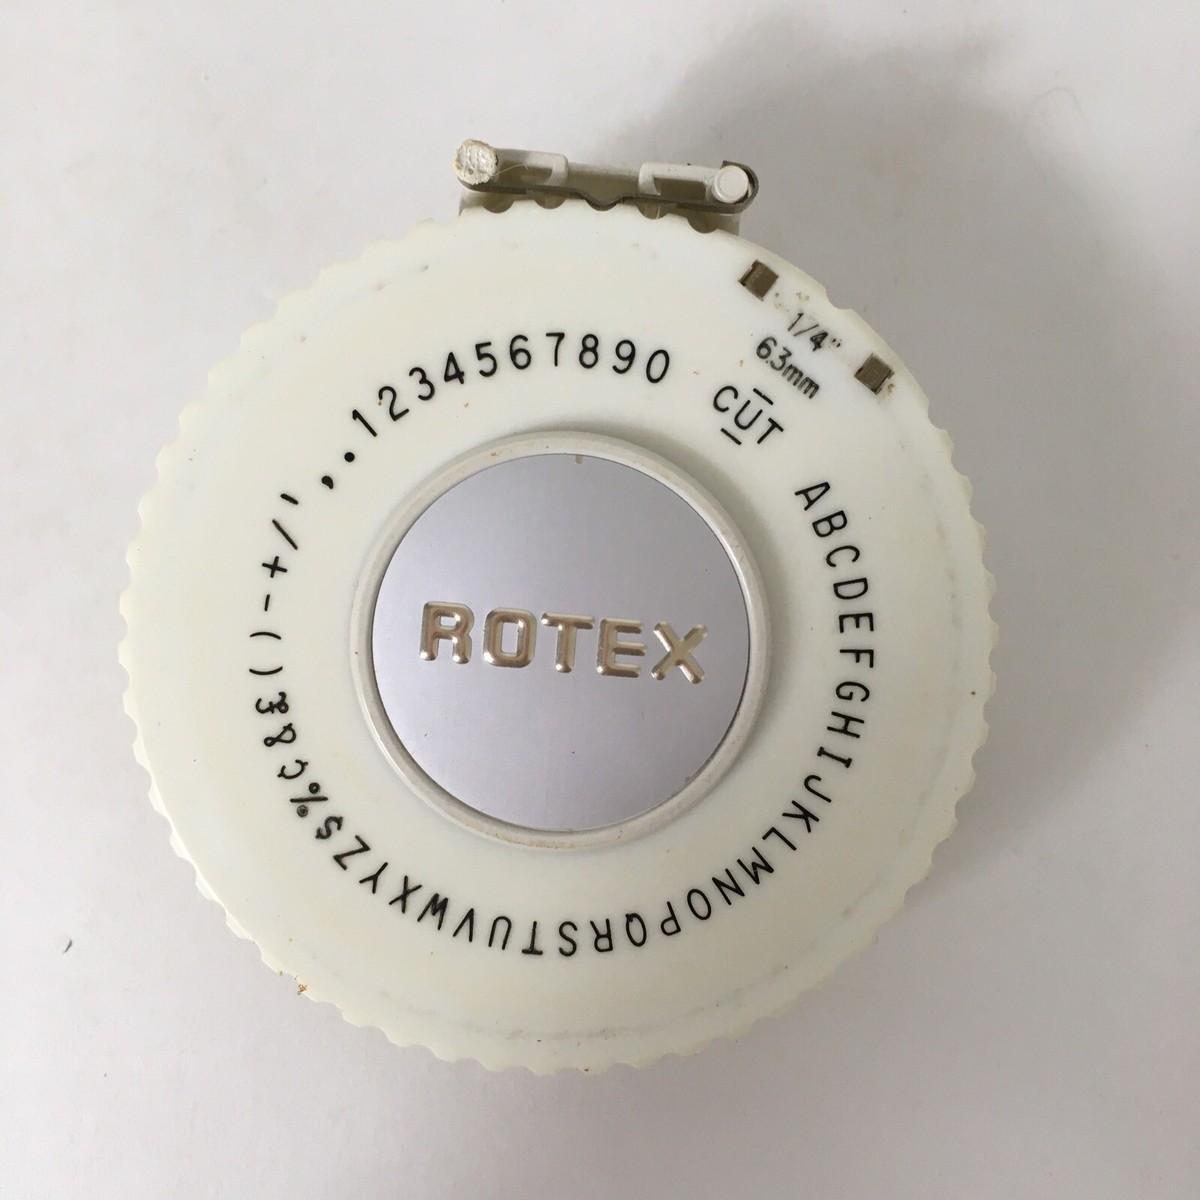 ROTEX
1/4"
6.3mm
CUT
ABCDEFGHIJKLMNOPQRSTUVWXYZ$%¢&£)(-+/',.1234567890